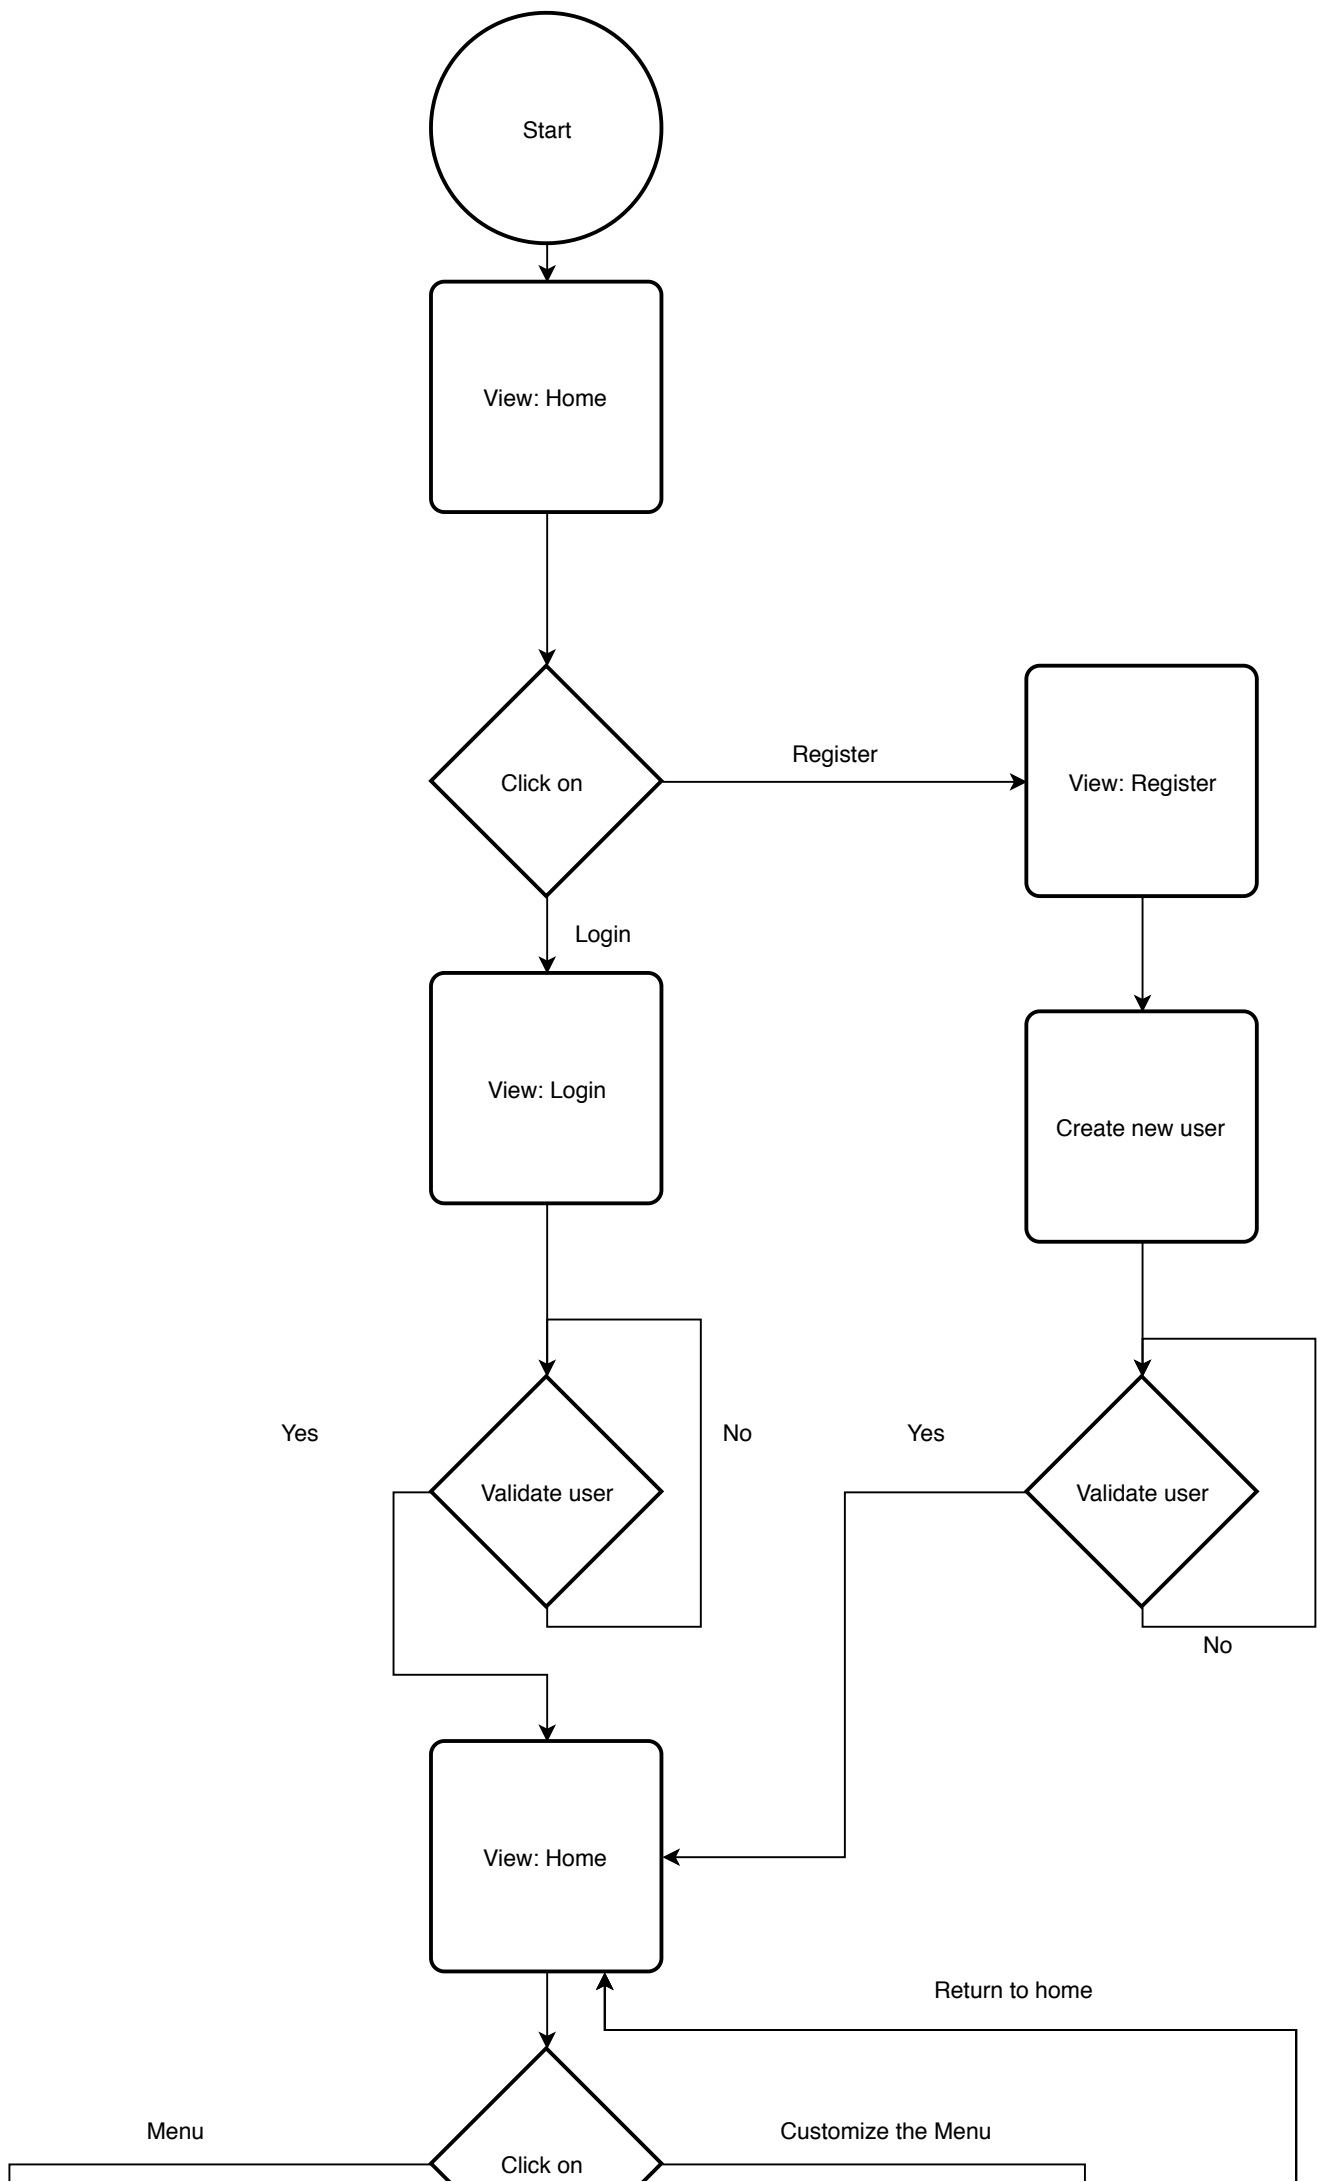 Start
View: Home
Click on
Register
View: Register
Login
View: Login
Create new user
Yes
No
Yes
Validate user
Validate user
No
View: Home
Return to home
Menu
Customize the Menu
Click on